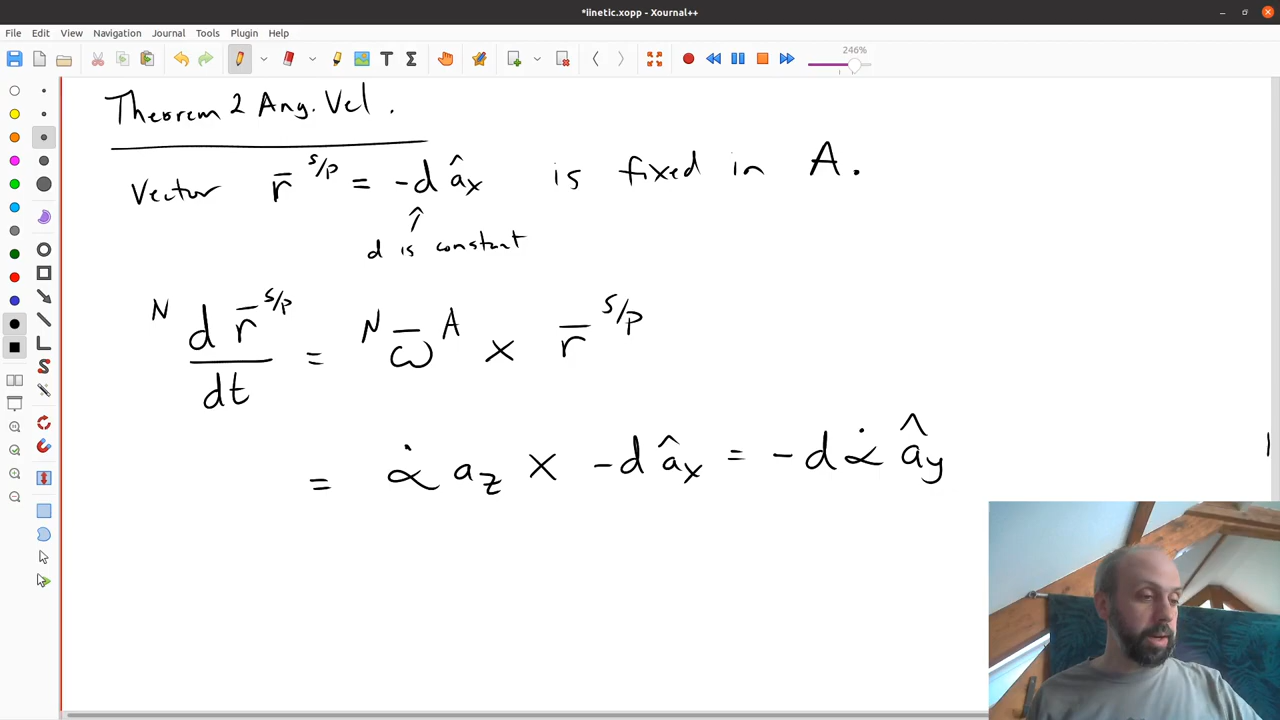 *iinetic.xopp - Xournal++
File Edit View Navigation Journal Tools Plugin Help
246%
Theorem 2 Ang. Vel.
Vector r̄ ˢ/ᵖ = -d âx is fixed in A.
d is constant
N d r̄ ˢ/ᵖ / dt = N ω̄ A × r̄ ˢ/ᵖ
= α̇ az × -d âx = -d α̇ ây